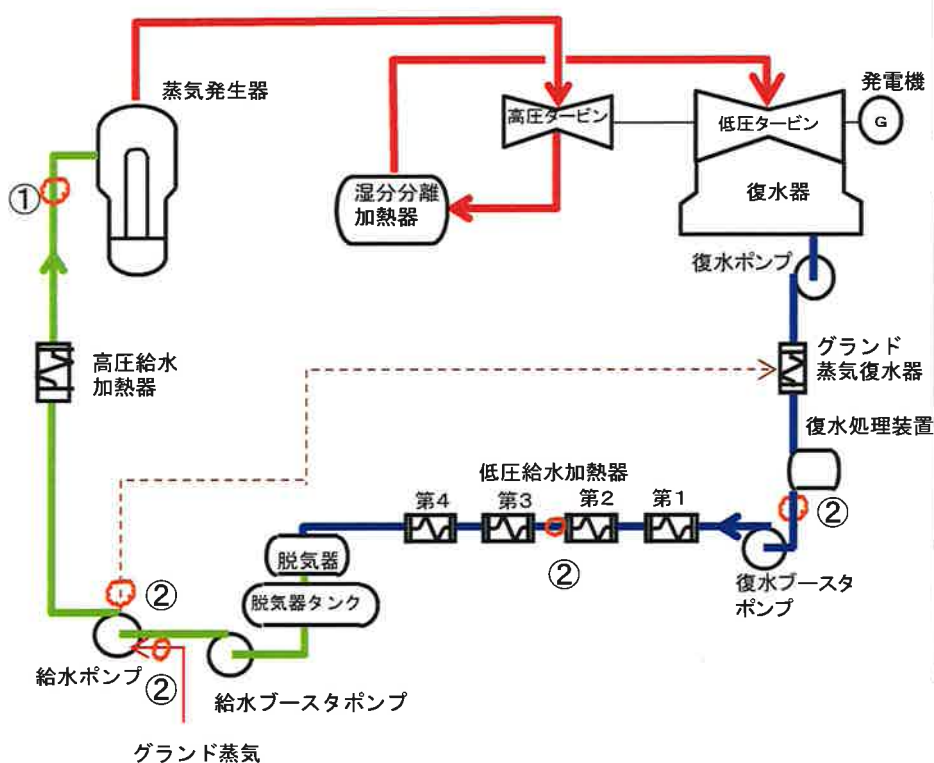 蒸気発生器
高圧タービン
低圧タービン
発電機
G
①
湿分分離
加熱器
復水器
復水ポンプ
高圧給水
加熱器
グランド
蒸気復水器
復水処理装置
低圧給水加熱器
第4
第3
第2
第1
②
②
脱気器
復水ブースタ
ポンプ
脱気器タンク
②
給水ポンプ
②
給水ブースタポンプ
グランド蒸気